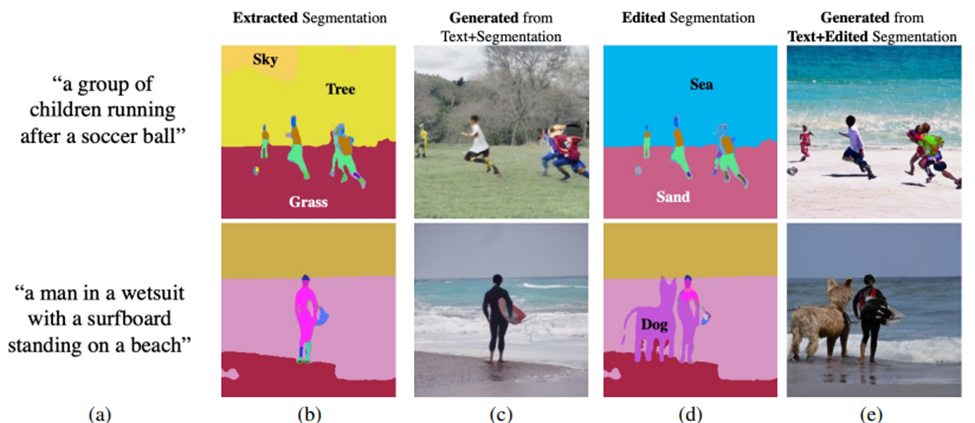 Extracted Segmentation
Generated from
Text+Segmentation
Edited Segmentation
Generated from
Text+Edited Segmentation
“a group of
children running
after a soccer ball”
Sky
Tree
Grass
Sea
Sand
“a man in a wetsuit
with a surfboard
standing on a beach”
Dog
(a)
(b)
(c)
(d)
(e)